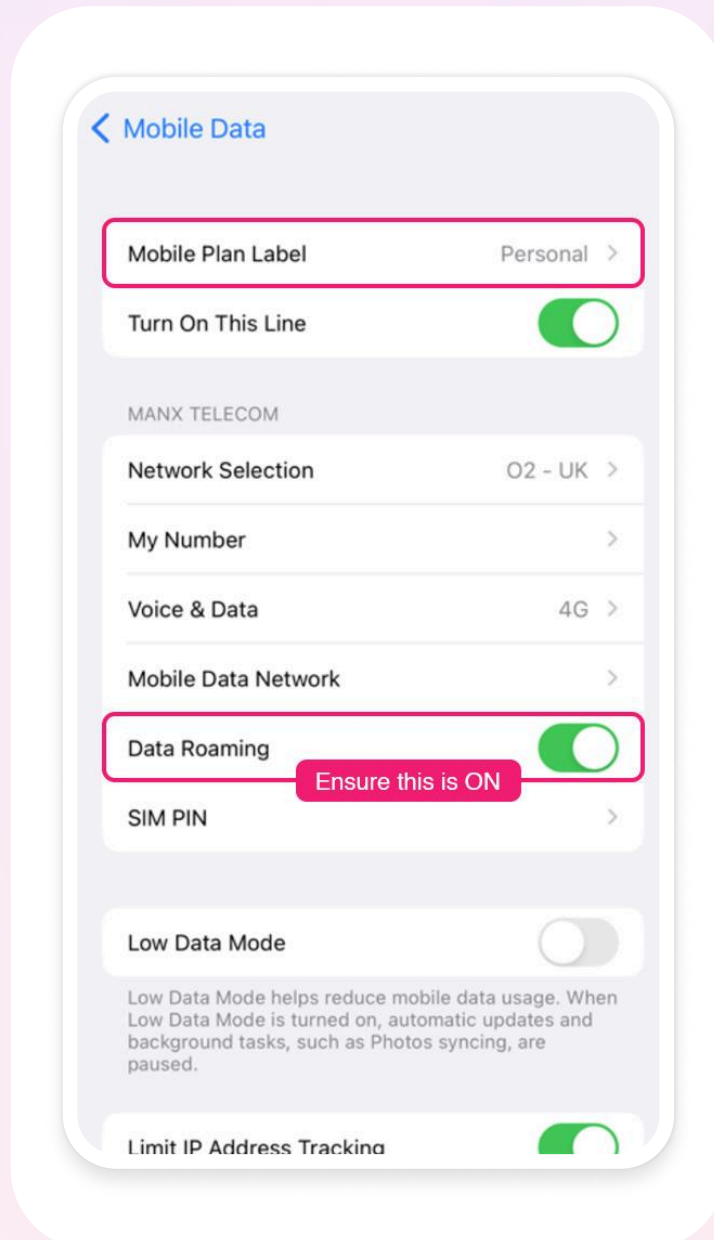 Mobile Data
Mobile Plan Label Personal
Turn On This Line
MANX TELECOM
Network Selection O2 - UK
My Number
Voice & Data 4G
Mobile Data Network
Data Roaming
Ensure this is ON
SIM PIN
Low Data Mode
Low Data Mode helps reduce mobile data usage. When
Low Data Mode is turned on, automatic updates and
background tasks, such as Photos syncing, are
paused.
Limit IP Address Tracking